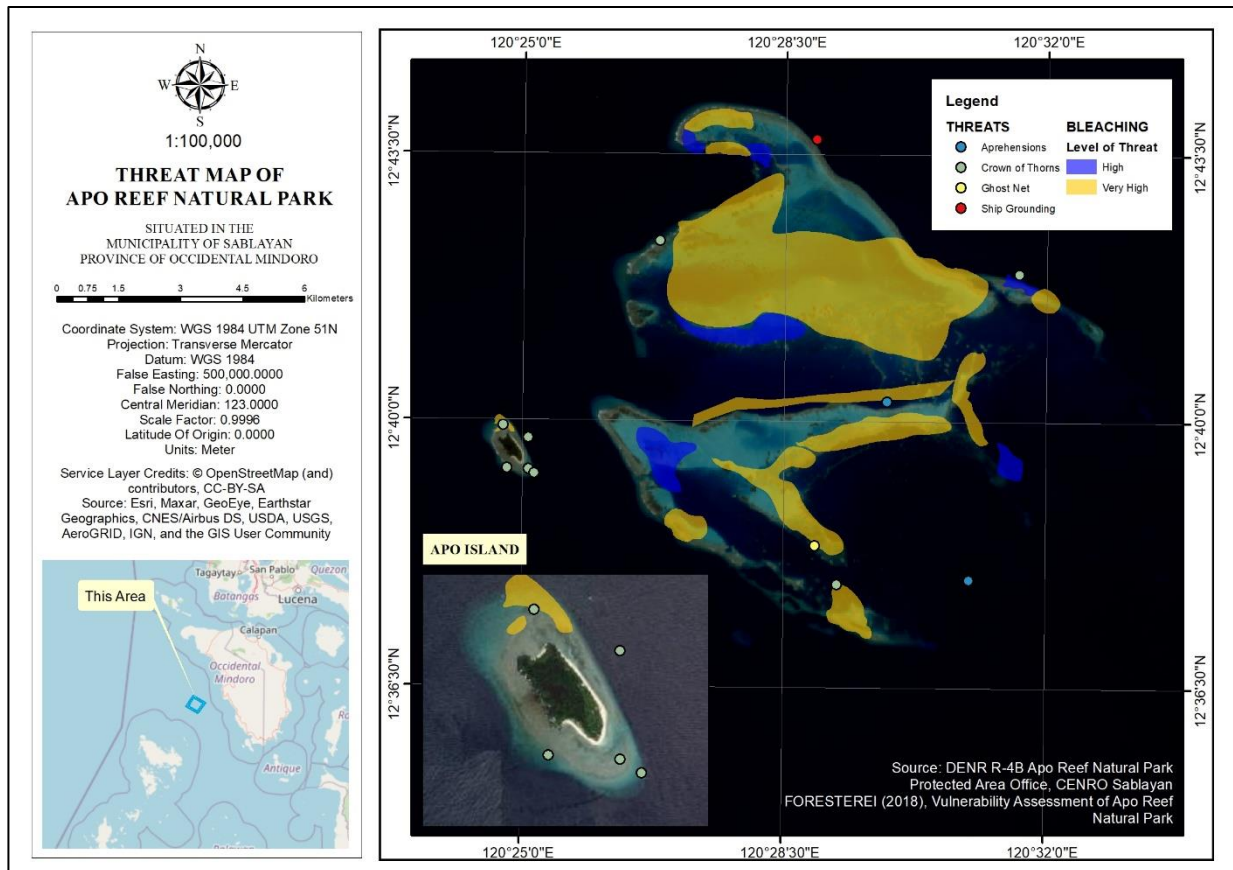 N
W
E
S
1:100,000
THREAT MAP OF
APO REEF NATURAL PARK
SITUATED IN THE
MUNICIPALITY OF SABLAYAN
PROVINCE OF OCCIDENTAL MINDORO
0 0.75 1.5 3 4.5 6
Kilometers
Coordinate System: WGS 1984 UTM Zone 51N
Projection: Transverse Mercator
Datum: WGS 1984
False Easting: 500,000.0000
False Northing: 0.0000
Central Meridian: 123.0000
Scale Factor: 0.9996
Latitude Of Origin: 0.0000
Units: Meter
Service Layer Credits: © OpenStreetMap (and)
contributors, CC-BY-SA
Source: Esri, Maxar, GeoEye, Earthstar
Geographics, CNES/Airbus DS, USDA, USGS,
AeroGRID, IGN, and the GIS User Community
This Area
Tagaytay
San Pablo
Quezon
Batangas
Lucena
Calapan
Occidental
Mindoro
Antique
120°25'0"E 120°28'30"E 120°32'0"E
12°43'30"N 12°43'30"N
12°40'0"N 12°40'0"N
12°36'30"N 12°36'30"N
Legend
THREATS
Aprehensions
Crown of Thorns
Ghost Net
Ship Grounding
BLEACHING
Level of Threat
High
Very High
APO ISLAND
Source: DENR R-4B Apo Reef Natural Park
Protected Area Office, CENRO Sablayan
FORESTEREI (2018), Vulnerability Assessment of Apo Reef
Natural Park
120°25'0"E 120°28'30"E 120°32'0"E